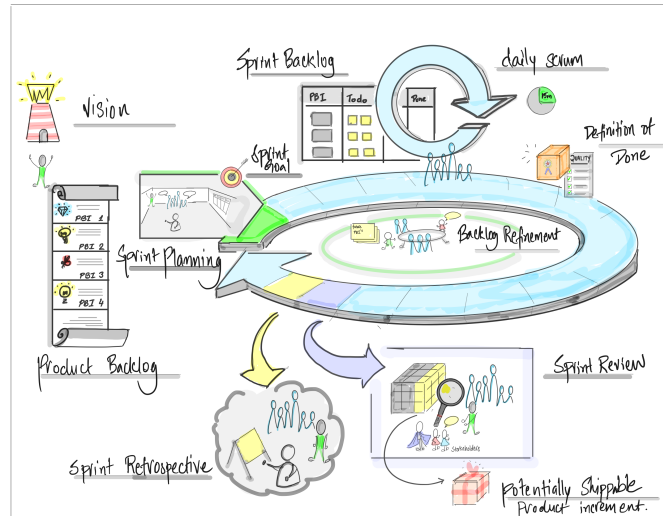 Sprint Backlog
daily scrum
PBI
Todo
Done
15m
Vision
Definition of
Done
QUALITY
Sprint
Goal
PBI 1
PBI 2
PBI 3
PBI 4
Sprint Planning
Backlog Refinement
Product Backlog
Sprint Review
Stakeholders
Sprint Retrospective
Potentially Shippable
Product increment.